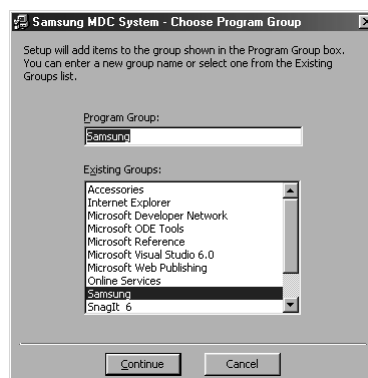 Samsung MDC System - Choose Program Group
Setup will add items to the group shown in the Program Group box.
You can enter a new group name or select one from the Existing
Groups list.
Program Group:
Samsung
Existing Groups:
Accessories
Internet Explorer
Microsoft Developer Network
Microsoft ODE Tools
Microsoft Reference
Microsoft Visual Studio 6.0
Microsoft Web Publishing
Online Services
Samsung
SnagIt 6
Continue
Cancel